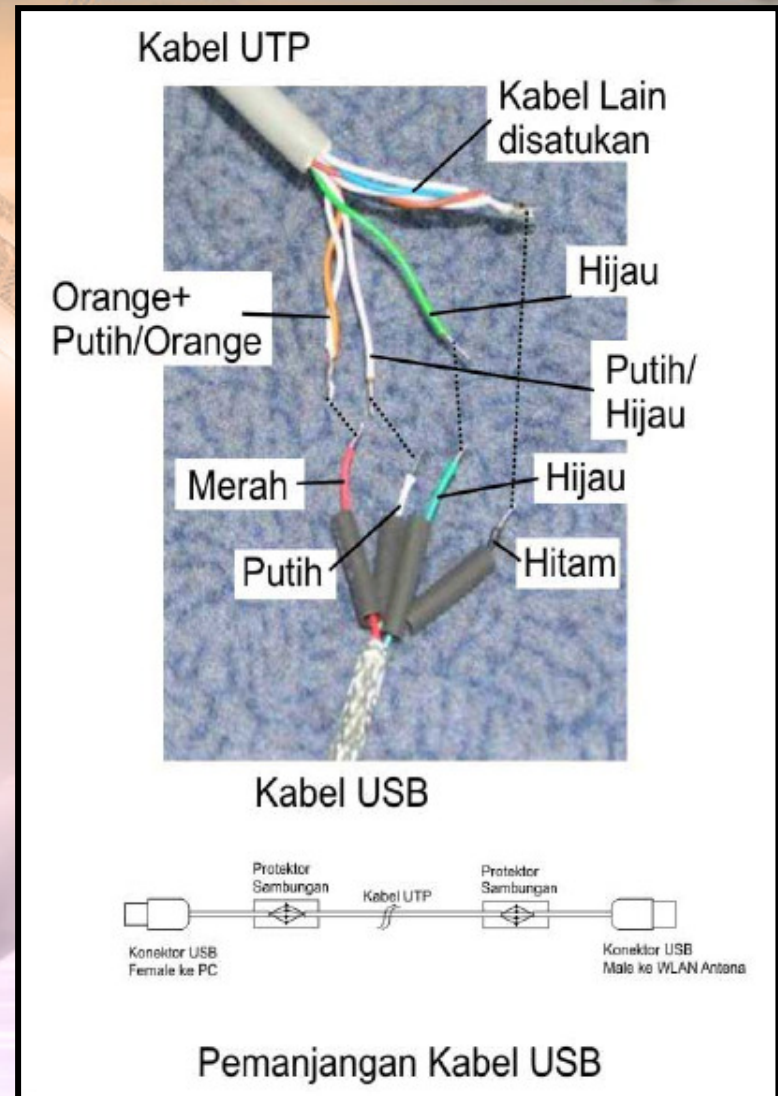 Kabel UTP
Kabel Lain
disatukan
Hijau
Orange+
Putih/Orange
Putih/
Hijau
Merah
Hijau
Putih
Hitam
Kabel USB
Protektor
Sambungan
Kabel UTP
Protektor
Sambungan
Konektor USB
Female ke PC
Konektor USB
Male ke WLAN Antena
Pemanjangan Kabel USB